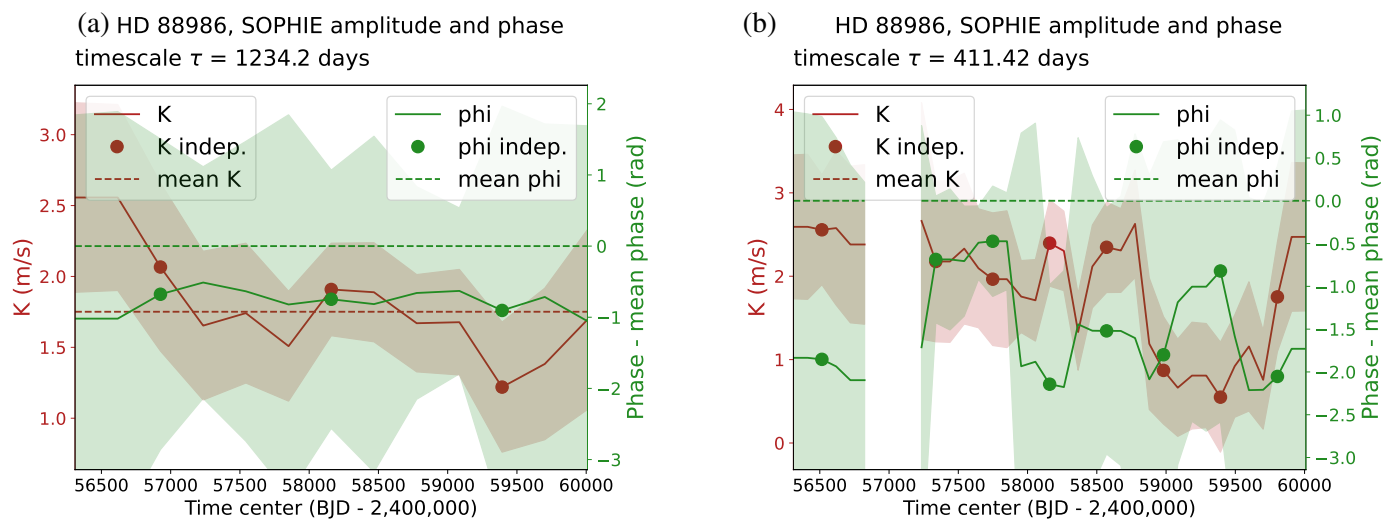 (a) HD 88986, SOPHIE amplitude and phase
timescale τ = 1234.2 days
K
K indep.
mean K
phi
phi indep.
mean phi
3.0
2.5
2.0
1.5
1.0
K (m/s)
2
1
0
−1
−2
−3
Phase - mean phase (rad)
56500 57000 57500 58000 58500 59000 59500 60000
Time center (BJD - 2,400,000)
(b) HD 88986, SOPHIE amplitude and phase
timescale τ = 411.42 days
K
K indep.
mean K
phi
phi indep.
mean phi
4
3
2
1
0
K (m/s)
1.0
0.5
0.0
−0.5
−1.0
−1.5
−2.0
−2.5
−3.0
Phase - mean phase (rad)
56500 57000 57500 58000 58500 59000 59500 60000
Time center (BJD - 2,400,000)